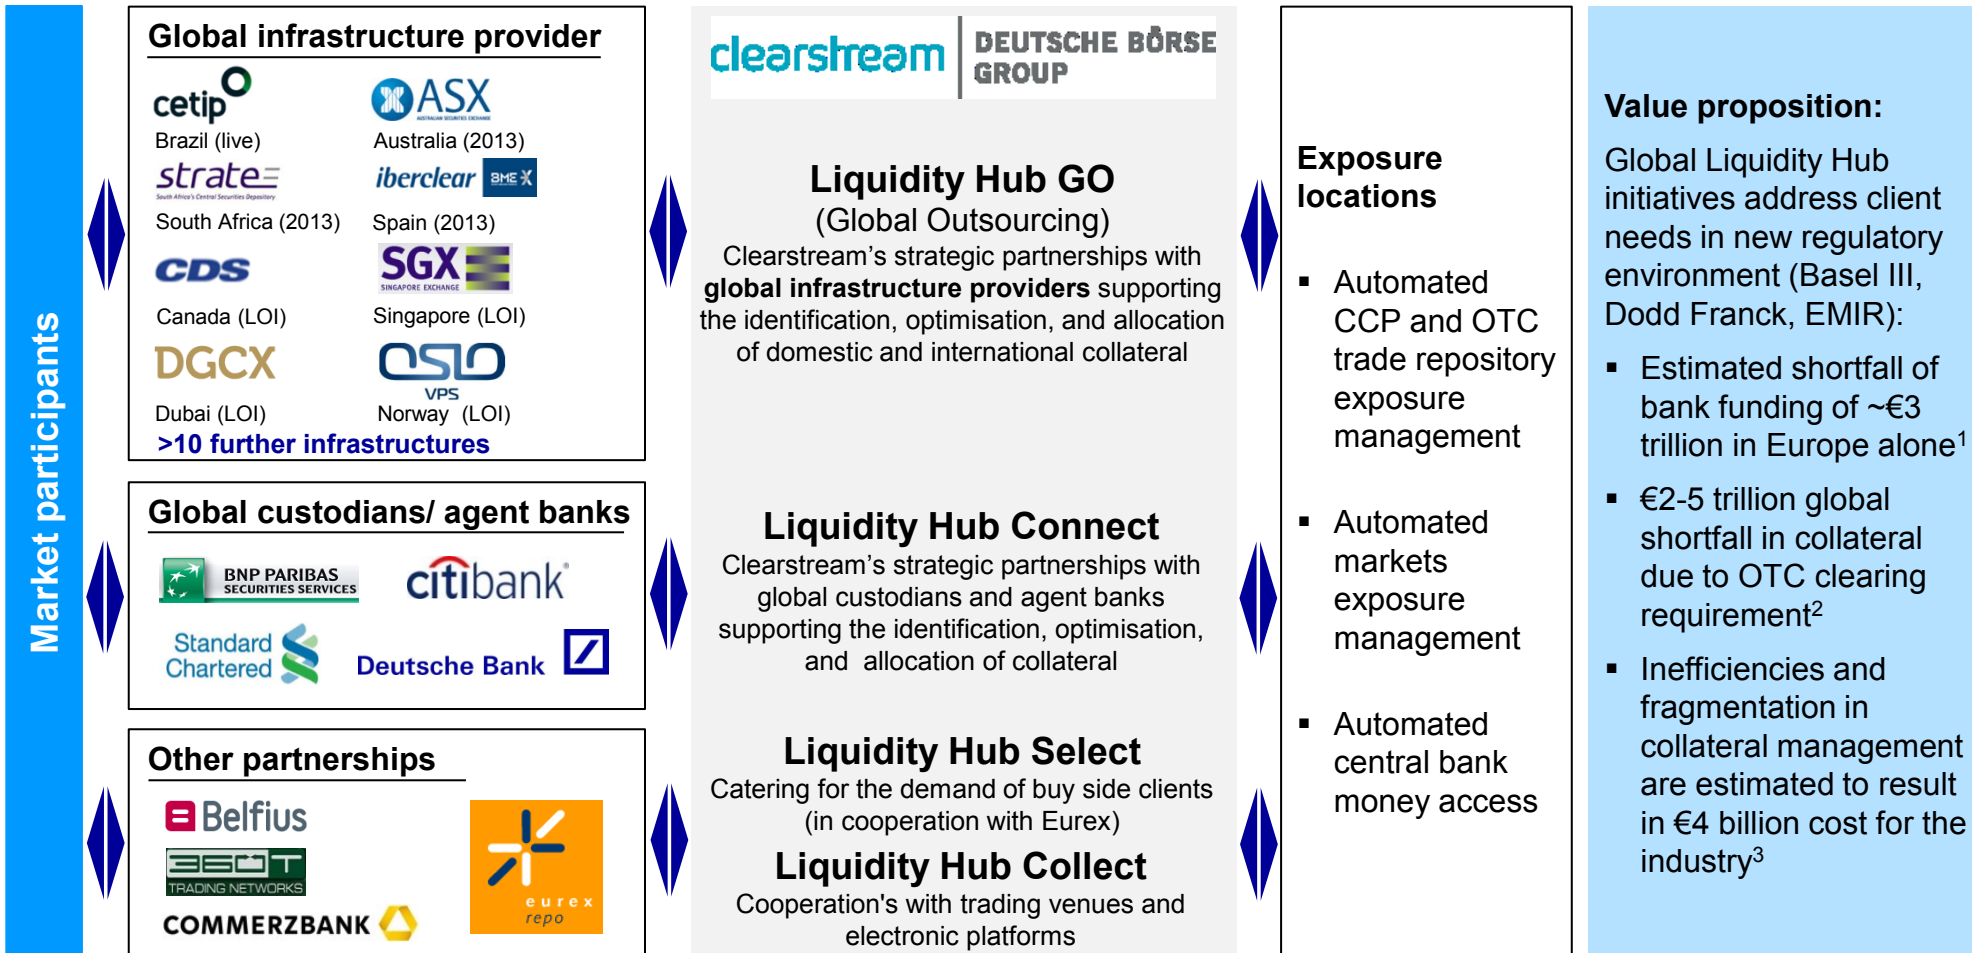 Market participants
Global infrastructure provider
cetip
ASX
AUSTRALIAN SECURITIES EXCHANGE
Brazil (live)
Australia (2013)
strate
South Africa's Central Securities Depository
iberclear BME X
South Africa (2013)
Spain (2013)
CDS
SGX
SINGAPORE EXCHANGE
Canada (LOI)
Singapore (LOI)
DGCX
OSLO
VPS
Dubai (LOI)
Norway (LOI)
>10 further infrastructures
Global custodians/ agent banks
BNP PARIBAS
SECURITIES SERVICES
citibank
Standard
Chartered
Deutsche Bank
Other partnerships
Belfius
360T
TRADING NETWORKS
COMMERZBANK
eurex
repo
clearstream
DEUTSCHE BÖRSE
GROUP
Liquidity Hub GO
(Global Outsourcing)
Clearstream’s strategic partnerships with
global infrastructure providers supporting
the identification, optimisation, and allocation
of domestic and international collateral
Liquidity Hub Connect
Clearstream’s strategic partnerships with
global custodians and agent banks
supporting the identification, optimisation,
and allocation of collateral
Liquidity Hub Select
Catering for the demand of buy side clients
(in cooperation with Eurex)
Liquidity Hub Collect
Cooperation's with trading venues and
electronic platforms
Exposure
locations
▪ Automated
CCP and OTC
trade repository
exposure
management
▪ Automated
markets
exposure
management
▪ Automated
central bank
money access
Value proposition:
Global Liquidity Hub
initiatives address client
needs in new regulatory
environment (Basel III,
Dodd Franck, EMIR):
▪ Estimated shortfall of
bank funding of ~€3
trillion in Europe alone¹
▪ €2-5 trillion global
shortfall in collateral
due to OTC clearing
requirement²
▪ Inefficiencies and
fragmentation in
collateral management
are estimated to result
in €4 billion cost for the
industry³